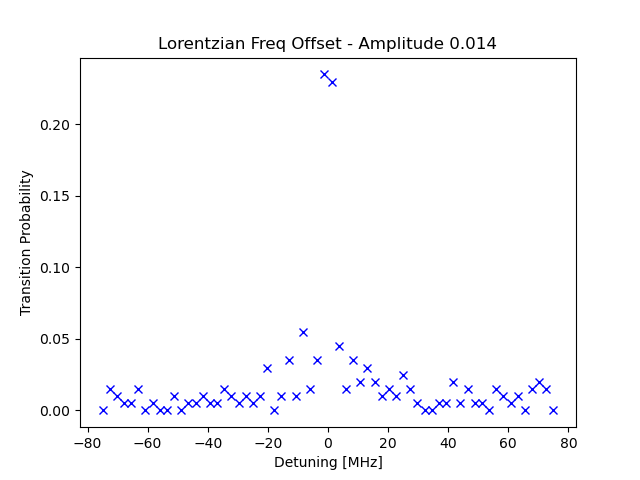 Lorentzian Freq Offset - Amplitude 0.014
Transition Probability
0.20
0.15
0.10
0.05
0.00
−80 −60 −40 −20 0 20 40 60 80
Detuning [MHz]